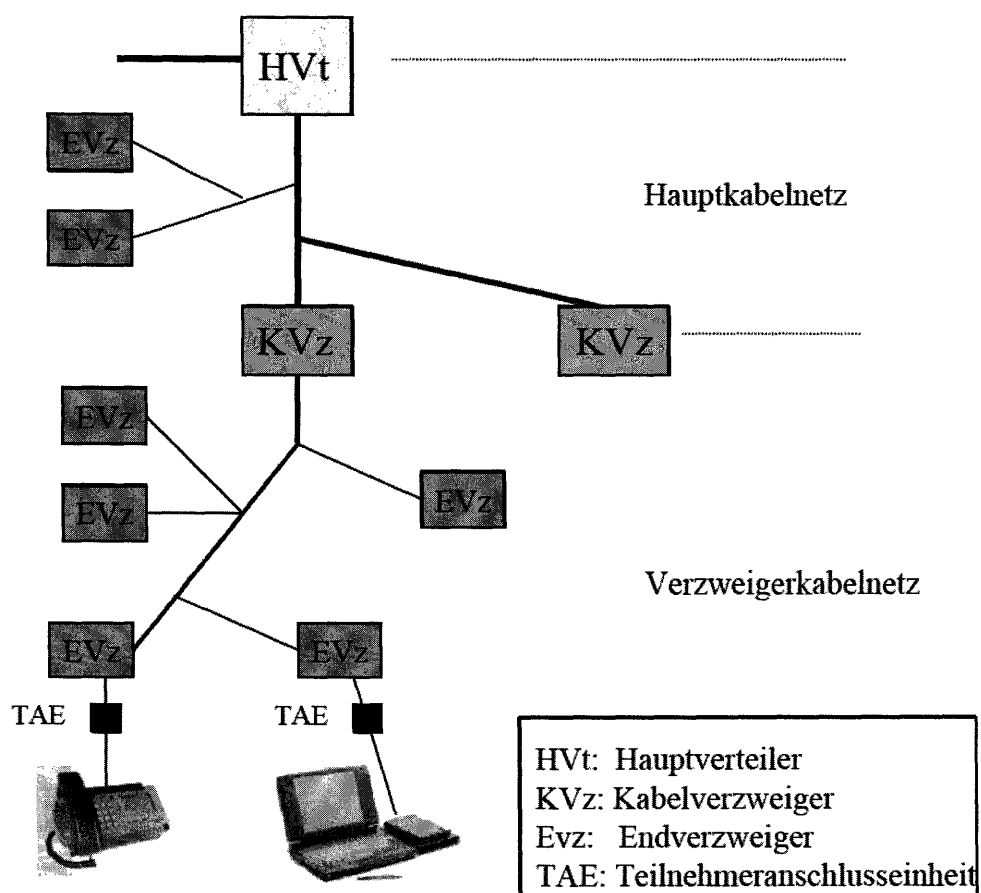 HVt
EVz
EVz
Hauptkabelnetz
KVz
KVz
EVz
EVz
EVz
Verzweigerkabelnetz
EVz
EVz
TAE
TAE
HVt: Hauptverteiler
KVz: Kabelverzweiger
Evz: Endverzweiger
TAE: Teilnehmeranschlusseinheit